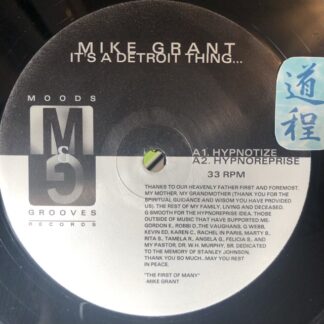 MIKE GRANT
IT'S A DETROIT THING...
道程
MOODS
M&G
GROOVES
RECORDS
A1. HYPNOTIZE
A2. HYPNOREPRISE
33 RPM
THANKS TO OUR HEAVENLY FATHER FIRST AND FOREMOST,
MY MOTHER, MY GRANDMOTHER (THANK YOU FOR THE
SPIRITUAL GUIDANCE AND WISDOM YOU HAVE PROVIDED
US), THE REST OF MY FAMILY, LIVING AND DECEASED,
G SMOOTH FOR THE HYPNOREPRISE IDEA. THOSE
OUTSIDE OF MUSIC THAT HAVE SUPPORTED ME,
GORDON E., ROBBI D., THE VAUGHANS, G. WEBB,
KEVIN ED, KAREN C., RACHEL IN PARIS, MARTY B.,
RITA B., TAMELA R., ANGELA G., FELICIA S., AND
MY PASTOR, DR. W.H. MURPHY, SR. DEDICATED
TO THE MEMORY OF STANLEY JOHNSON.
THANK YOU SO MUCH...MAY YOU REST
IN PEACE.
"THE FIRST OF MANY"
-MIKE GRANT